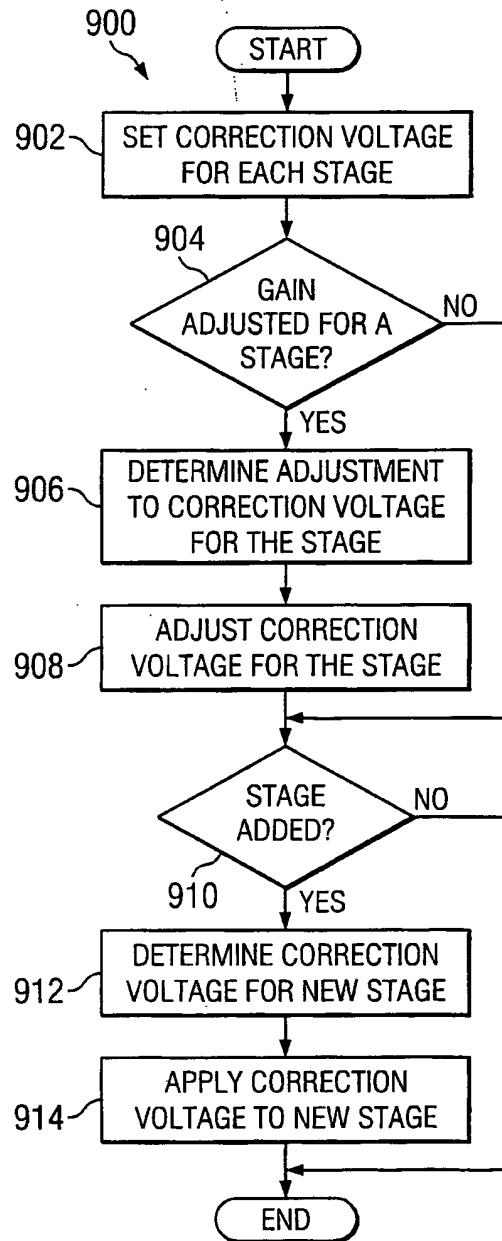 900
START
902
SET CORRECTION VOLTAGE
FOR EACH STAGE
904
GAIN
ADJUSTED FOR A
STAGE?
NO
YES
906
DETERMINE ADJUSTMENT
TO CORRECTION VOLTAGE
FOR THE STAGE
908
ADJUST CORRECTION
VOLTAGE FOR THE STAGE
STAGE
ADDED?
NO
910
YES
912
DETERMINE CORRECTION
VOLTAGE FOR NEW STAGE
914
APPLY CORRECTION
VOLTAGE TO NEW STAGE
END